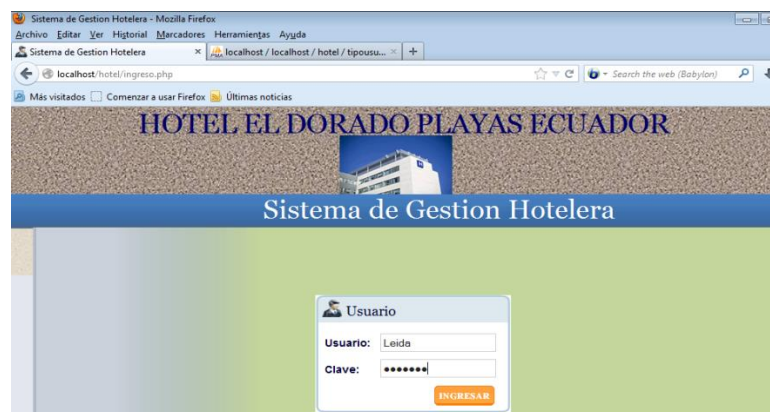 Sistema de Gestion Hotelera - Mozilla Firefox
Archivo Editar Ver Historial Marcadores Herramientas Ayuda
Sistema de Gestion Hotelera × localhost / localhost / hotel / tipousu... × +
localhost/hotel/ingreso.php Search the web (Babylon)
Más visitados Comenzar a usar Firefox Últimas noticias
HOTEL EL DORADO PLAYAS ECUADOR
Sistema de Gestion Hotelera
Usuario
Usuario: Leida
Clave: •••••••
INGRESAR